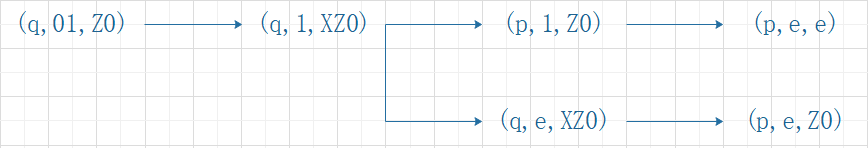 (q,01,Z0) (q,1,XZ0) (p,1,Z0) (p,e,e)
(q,e,XZ0) (p,e,Z0)